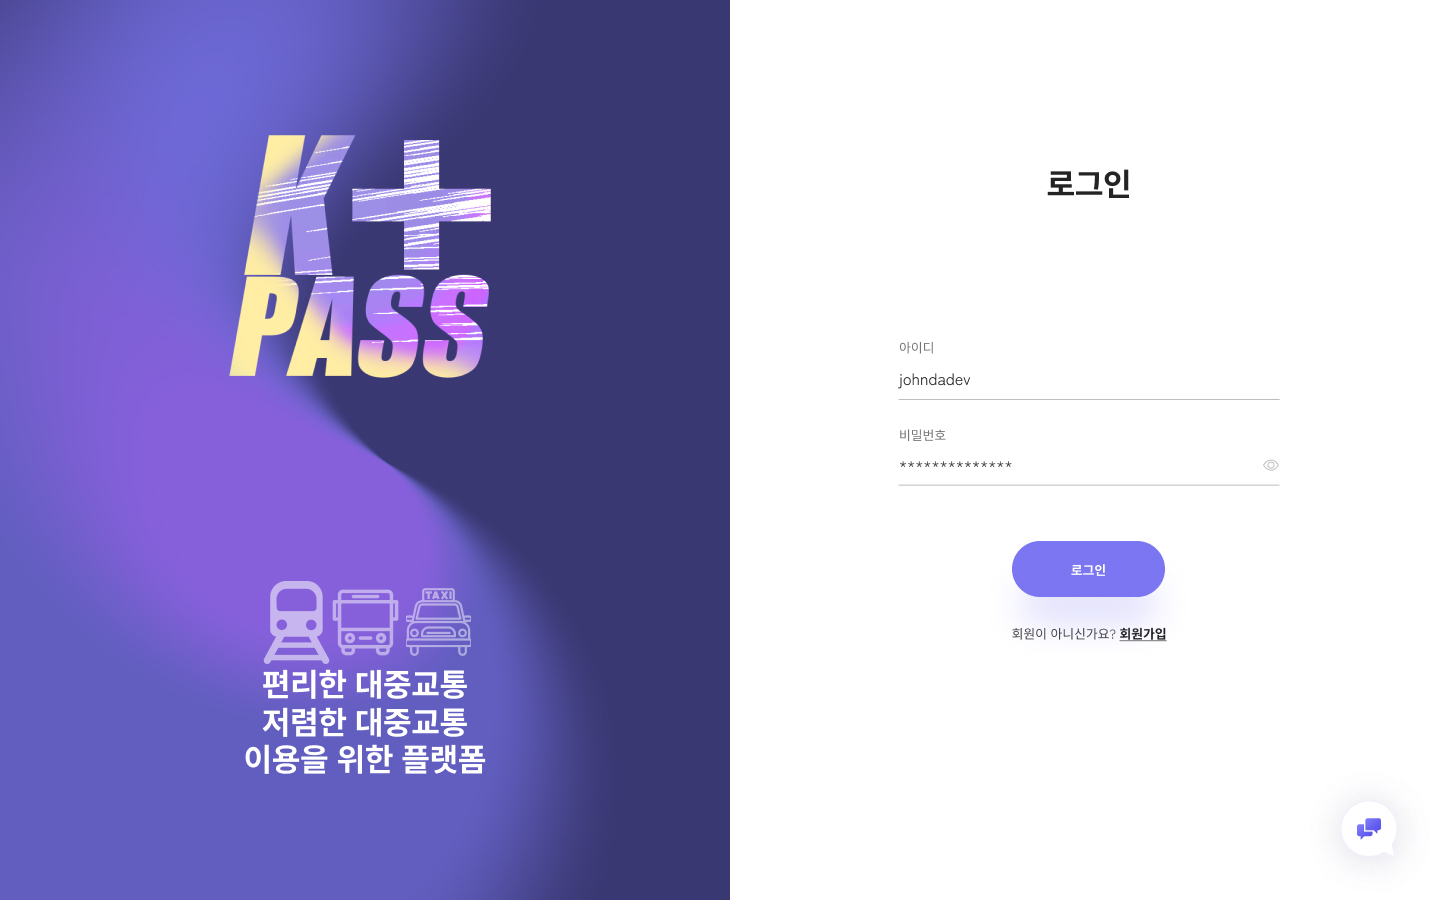 K+
PASS
TAXI
편리한 대중교통
저렴한 대중교통
이용을 위한 플랫폼
로그인
아이디
johndadev
비밀번호
**************
로그인
회원이 아니신가요? 회원가입